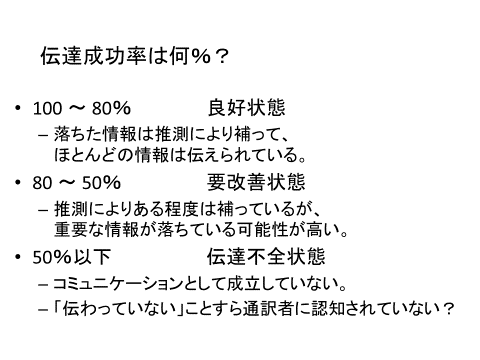 伝達成功率は何%？
• 100 ～ 80% 良好状態
– 落ちた情報は推測により補って、
ほとんどの情報は伝えられている。
• 80 ～ 50% 要改善状態
– 推測によりある程度は補っているが、
重要な情報が落ちている可能性が高い。
• 50%以下 伝達不全状態
– コミュニケーションとして成立していない。
– 「伝わっていない」ことすら通訳者に認知されていない？